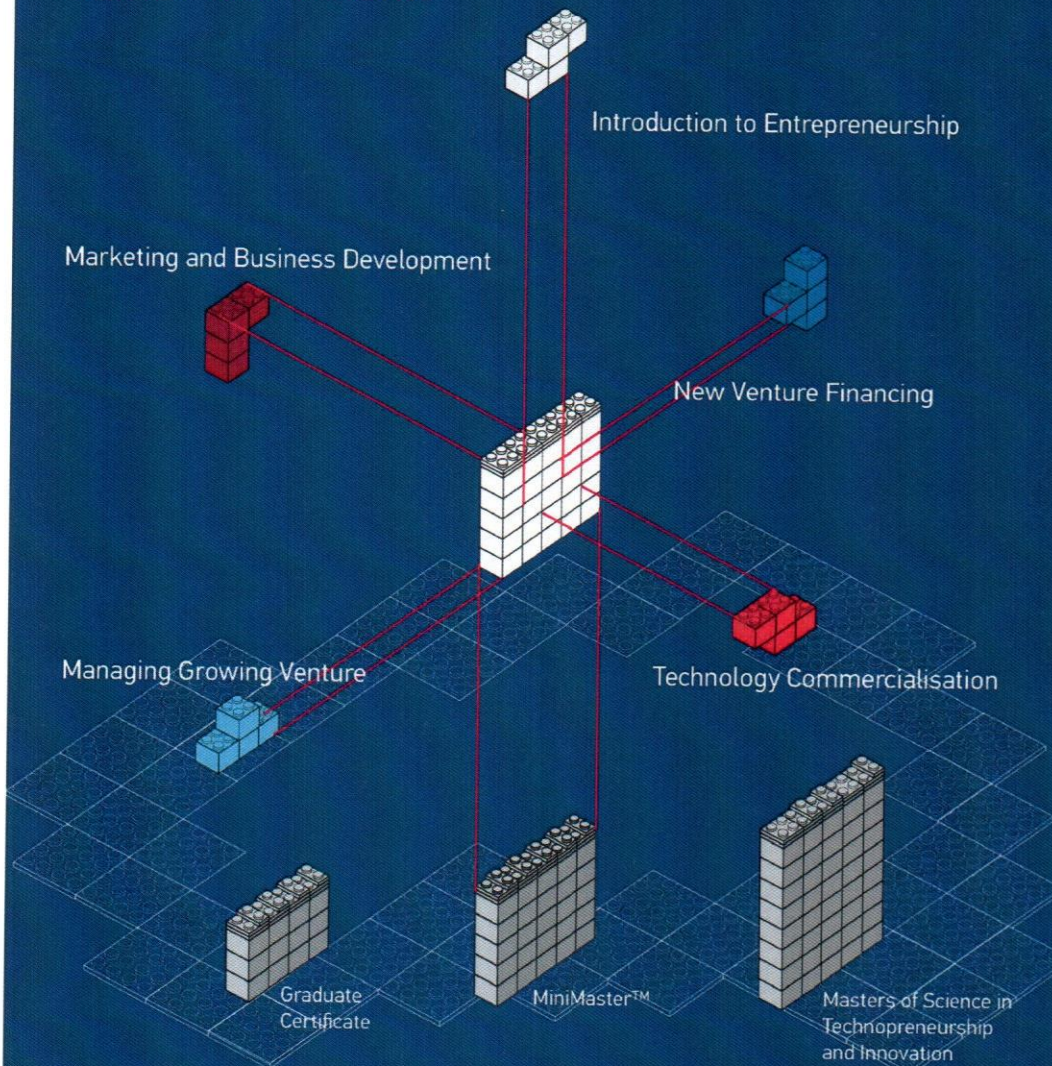 Introduction to Entrepreneurship
Marketing and Business Development
New Venture Financing
Managing Growing Venture
Technology Commercialisation
Graduate
Certificate
MiniMaster™
Masters of Science in
Technopreneurship
and Innovation